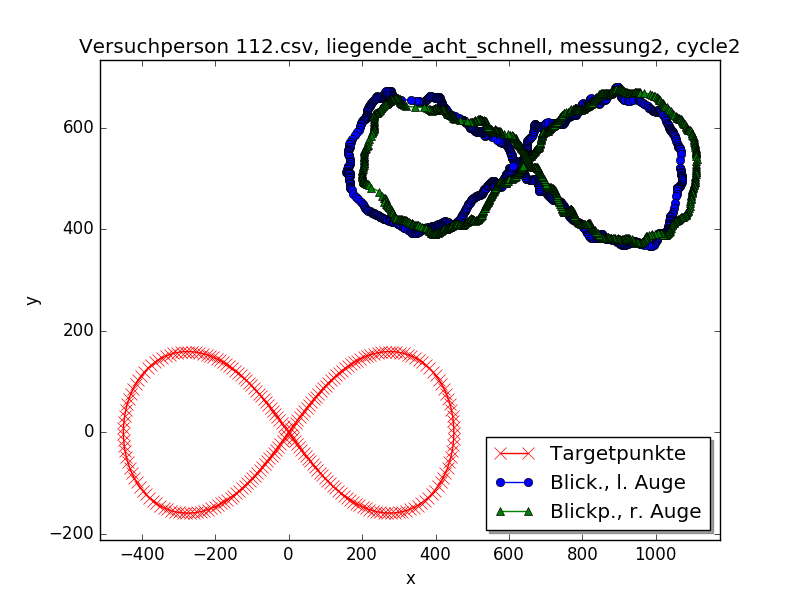 Versuchperson 112.csv, liegende_acht_schnell, messung2, cycle2
600
400
200
0
−200
y
−400
−200
0
200
400
600
800
1000
x
Targetpunkte
Blick., l. Auge
Blickp., r. Auge